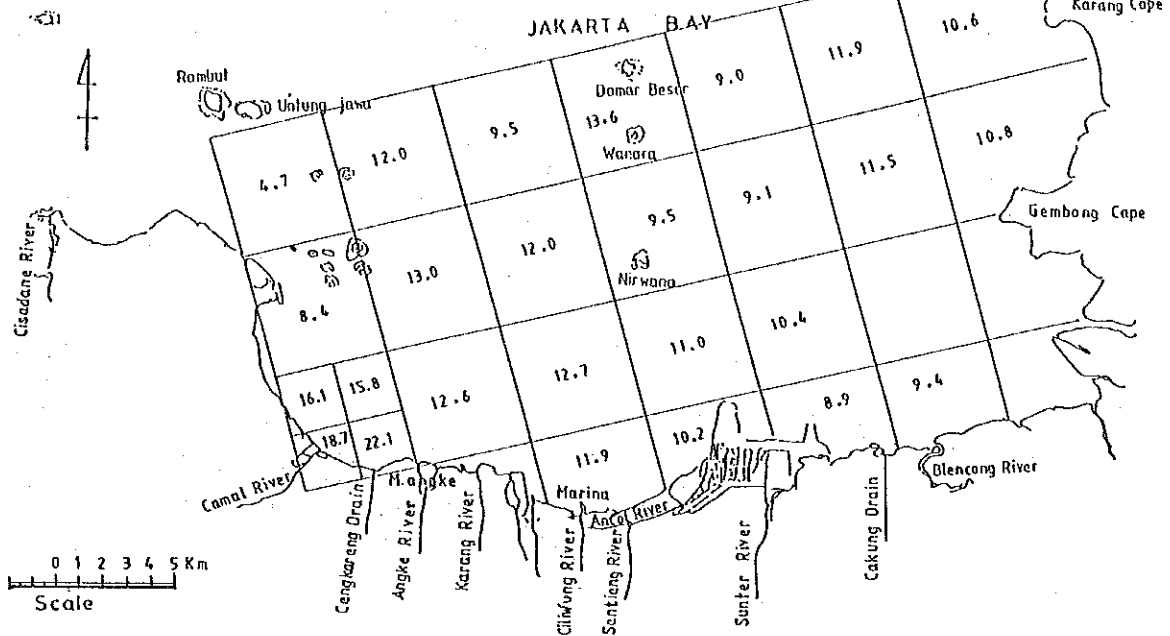 JAKARTA BAY
Karang Cape
Rambut
Untung jawa
Damar Besar
Wanara
Nirwana
Gembong Cape
Cisadane River
4.7
12.0
9.5
13.6
9.0
11.9
10.6
8.4
13.0
12.0
9.5
9.1
11.5
10.8
16.1
15.8
12.6
12.7
11.0
10.4
18.7
22.1
11.9
10.2
8.9
9.4
Camal River
Cengkareng Drain
M.angke
Angke River
Karang River
Marina
Ciliwung River
Ancol River
Sentiang River
Sunter River
Cakung Drain
Blencong River
0 1 2 3 4 5 Km
Scale